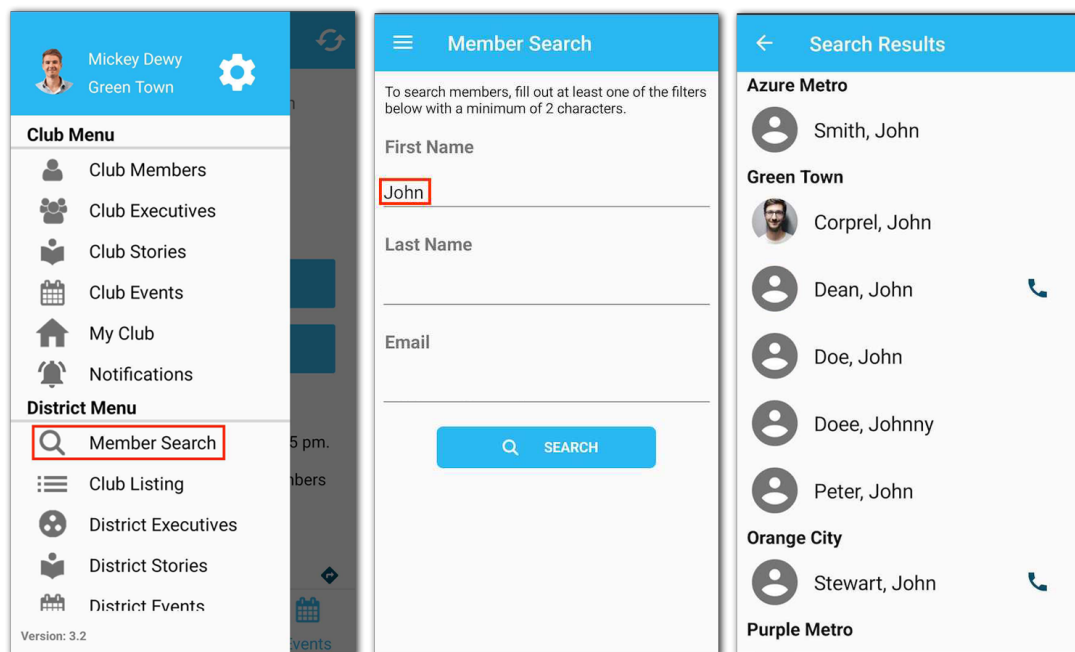 Mickey Dewy
Green Town
Club Menu
Club Members
Club Executives
Club Stories
Club Events
My Club
Notifications
District Menu
Member Search
5 pm.
Club Listing
District Executives
District Stories
District Events
Version: 3.2
Member Search
To search members, fill out at least one of the filters
below with a minimum of 2 characters.
First Name
John
Last Name
Email
SEARCH
Search Results
Azure Metro
Smith, John
Green Town
Corprel, John
Dean, John
Doe, John
Doee, Johnny
Peter, John
Orange City
Stewart, John
Purple Metro